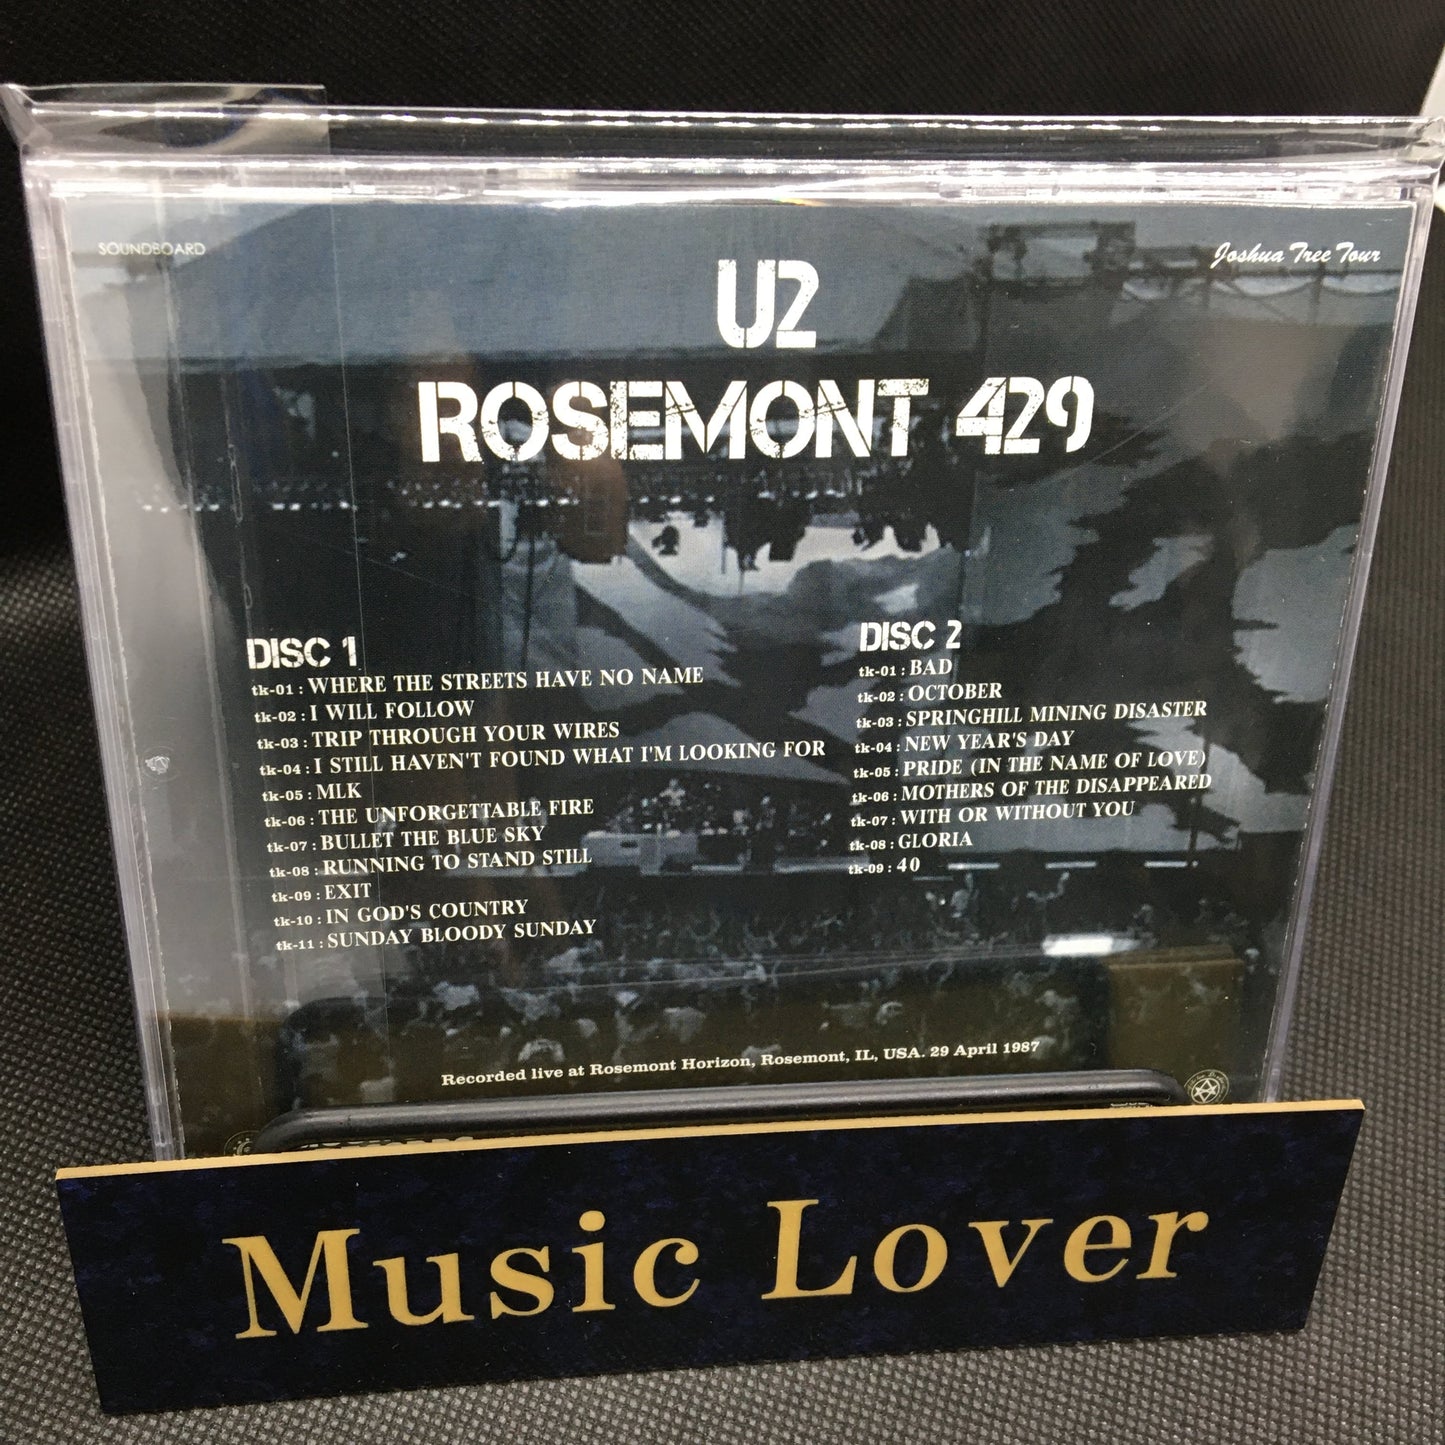 SOUNDBOARD
Joshua Tree Tour
U2
ROSEMONT 429
DISC 1
tk-01 : WHERE THE STREETS HAVE NO NAME
tk-02 : I WILL FOLLOW
tk-03 : TRIP THROUGH YOUR WIRES
tk-04 : I STILL HAVEN'T FOUND WHAT I'M LOOKING FOR
tk-05 : MLK
tk-06 : THE UNFORGETTABLE FIRE
tk-07 : BULLET THE BLUE SKY
tk-08 : RUNNING TO STAND STILL
tk-09 : EXIT
tk-10 : IN GOD'S COUNTRY
tk-11 : SUNDAY BLOODY SUNDAY
DISC 2
tk-01 : BAD
tk-02 : OCTOBER
tk-03 : SPRINGHILL MINING DISASTER
tk-04 : NEW YEAR'S DAY
tk-05 : PRIDE (IN THE NAME OF LOVE)
tk-06 : MOTHERS OF THE DISAPPEARED
tk-07 : WITH OR WITHOUT YOU
tk-08 : GLORIA
tk-09 : 40
Recorded live at Rosemont Horizon, Rosemont, IL, USA. 29 April 1987
Music Lover